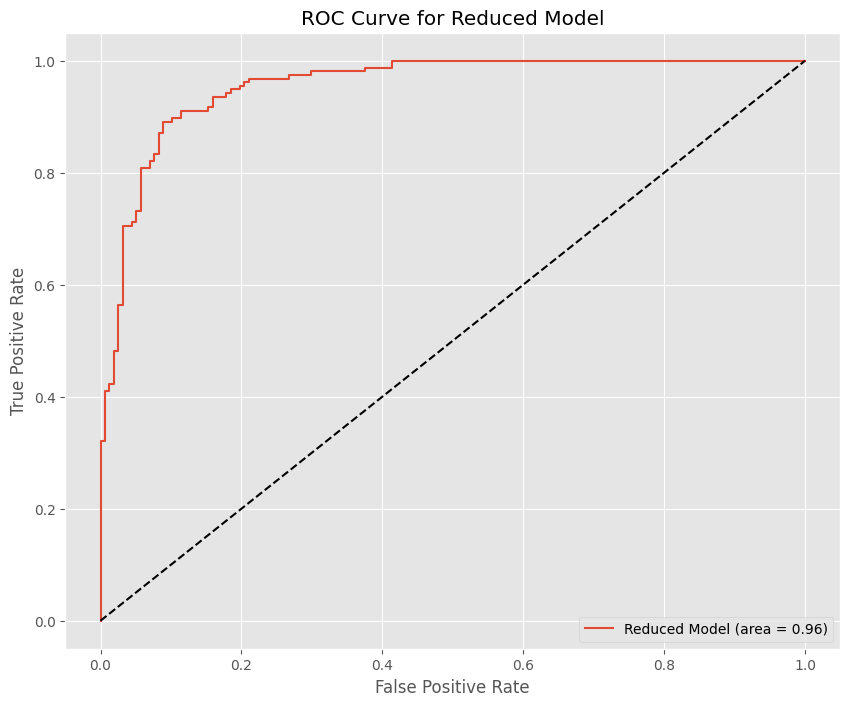 ROC Curve for Reduced Model
1.0
0.8
0.6
0.4
0.2
0.0
True Positive Rate
0.0 0.2 0.4 0.6 0.8 1.0
False Positive Rate
Reduced Model (area = 0.96)